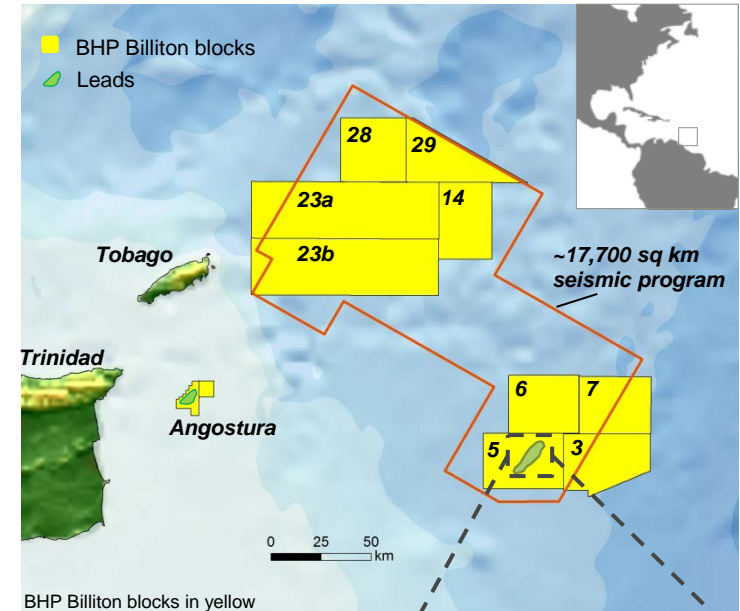 BHP Billiton blocks
Leads
28
29
23a
14
Tobago
23b
~17,700 sq km
seismic program
Trinidad
6
7
Angostura
5
3
0 25 50
km
BHP Billiton blocks in yellow